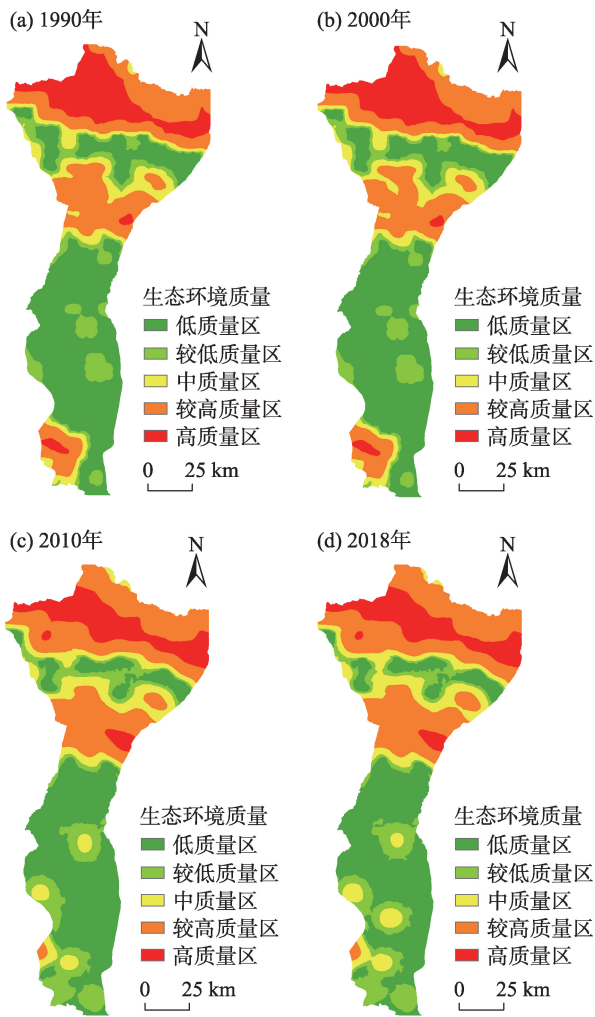 (a) 1990年
N
生态环境质量
低质量区
较低质量区
中质量区
较高质量区
高质量区
0 25 km
(b) 2000年
N
生态环境质量
低质量区
较低质量区
中质量区
较高质量区
高质量区
0 25 km
(c) 2010年
N
生态环境质量
低质量区
较低质量区
中质量区
较高质量区
高质量区
0 25 km
(d) 2018年
N
生态环境质量
低质量区
较低质量区
中质量区
较高质量区
高质量区
0 25 km